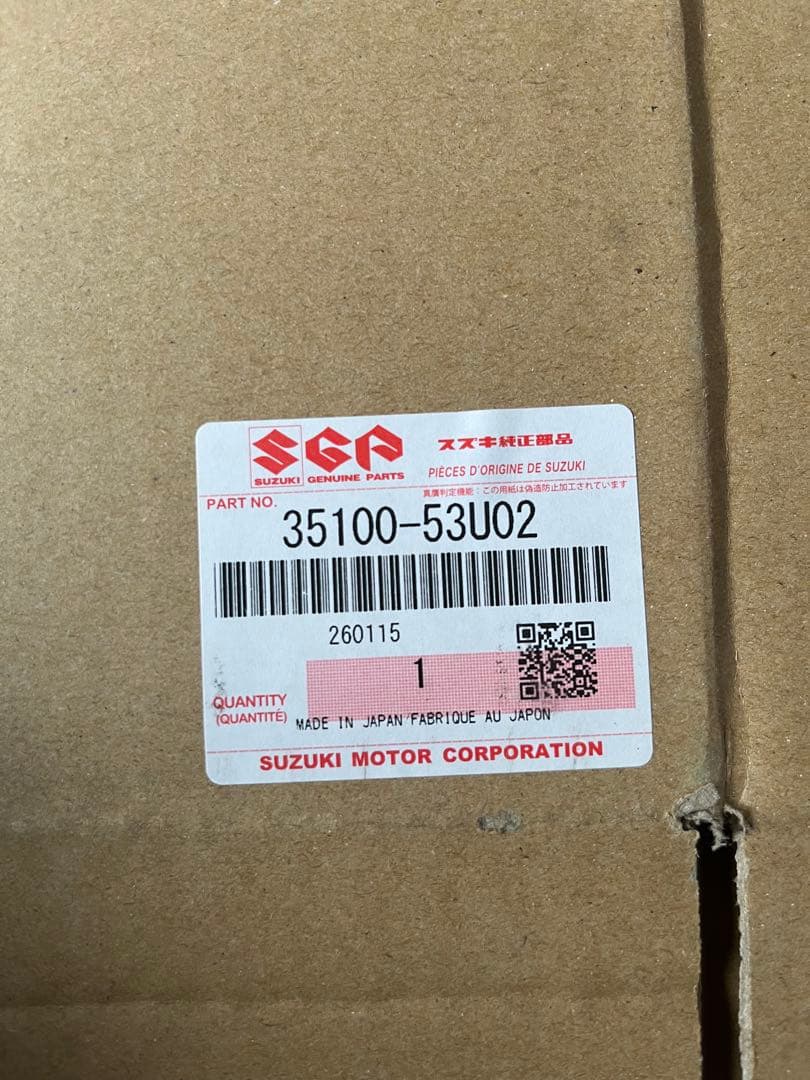 SGP
SUZUKI GENUINE PARTS
スズキ純正部品
PIÈCES D'ORIGINE DE SUZUKI
真贋判定機能：この用紙は偽造防止加工されています
PART NO.
35100-53U02
260115
1
QUANTITY
(QUANTITÉ)
MADE IN JAPAN/FABRIQUE AU JAPON
SUZUKI MOTOR CORPORATION